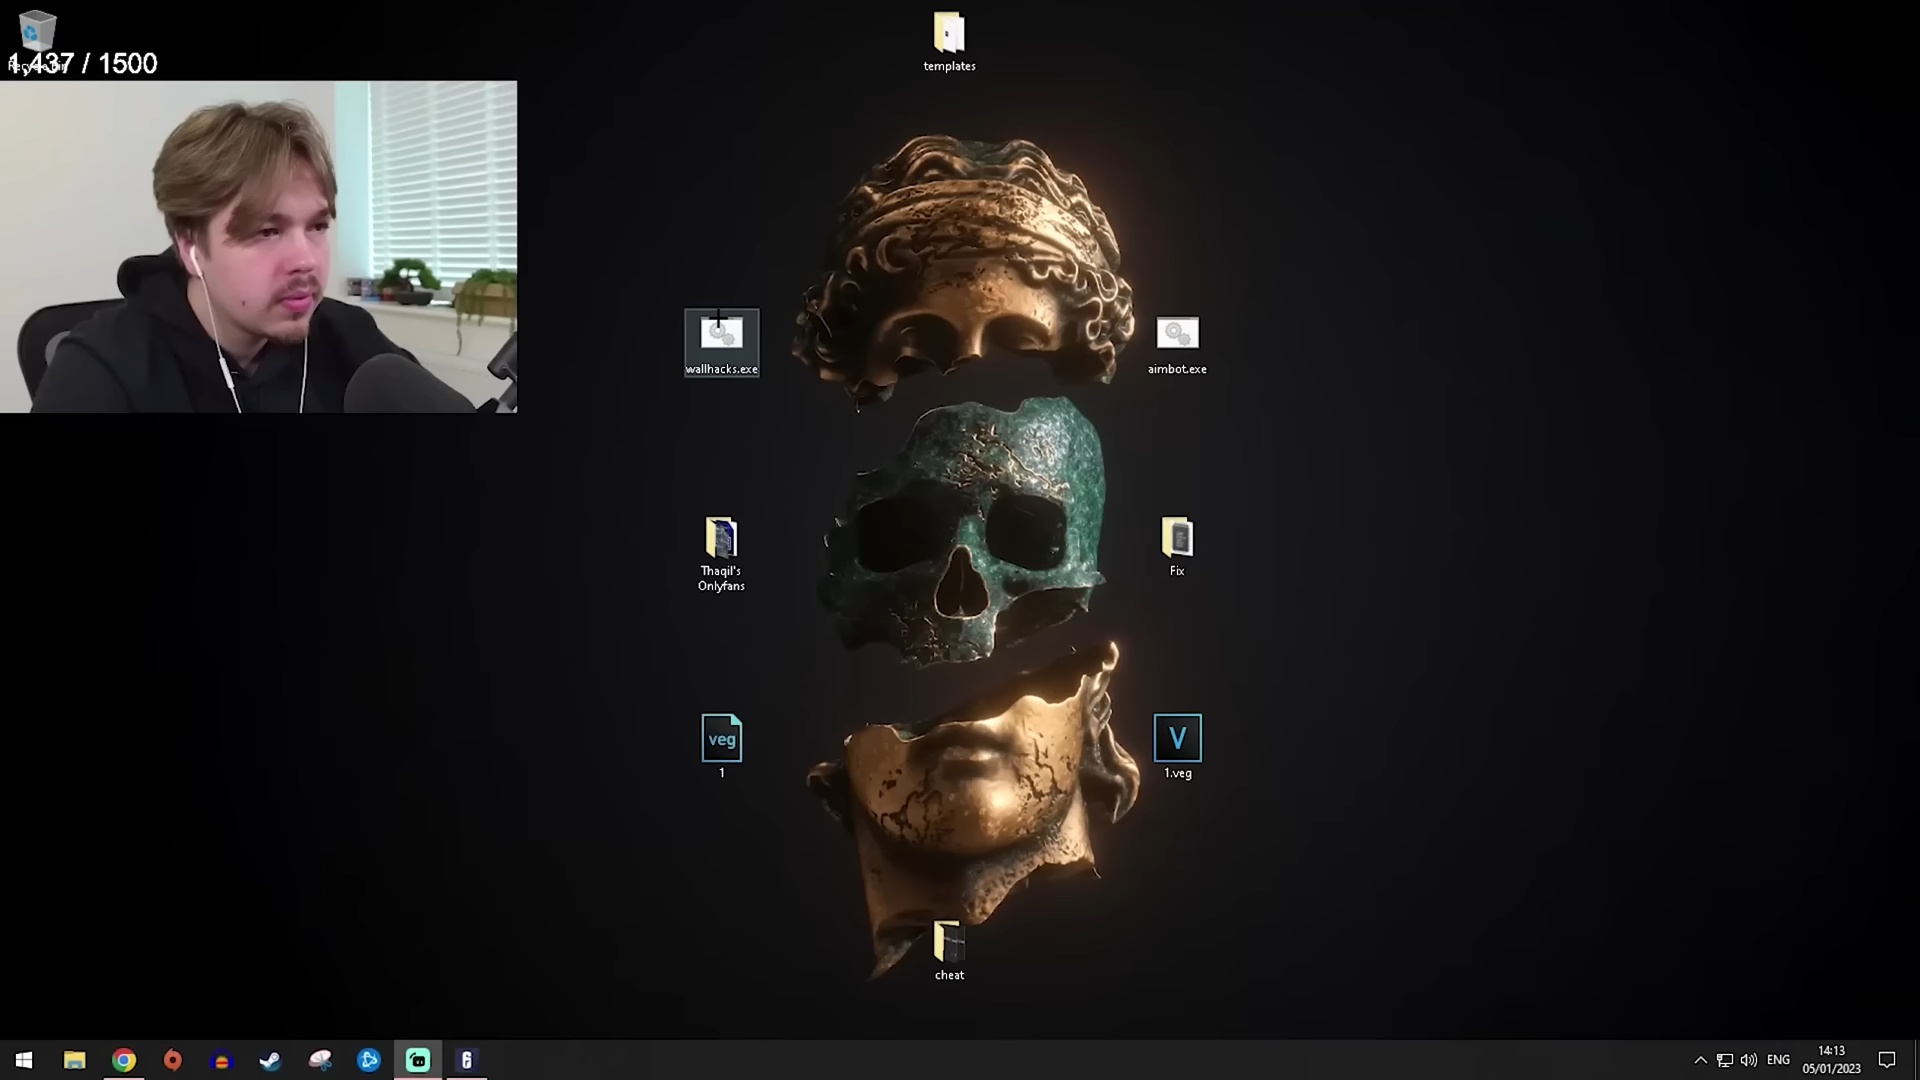 1,437 / 1500
templates
wallhacks.exe
aimbot.exe
Thaqil's
Onlyfans
Fix
veg
1
V
1.veg
cheat
ENG
14:13
05/01/2023